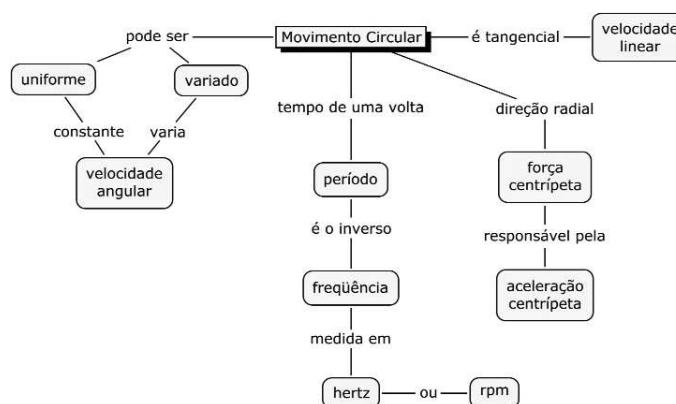 pode ser
Movimento Circular
é tangencial
velocidade
linear
uniforme
variado
tempo de uma volta
direção radial
constante
varia
velocidade
angular
período
força
centrípeta
é o inverso
responsável pela
freqüência
aceleração
centrípeta
medida em
hertz
ou
rpm